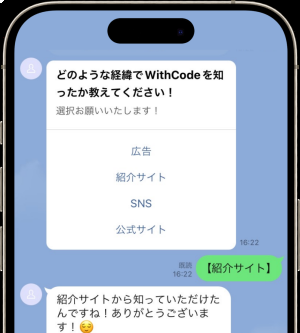 どのような経緯でWithCodeを知
ったか教えてください！
選択お願いいたします！
広告
紹介サイト
SNS
公式サイト
16:22
既読
16:22
【紹介サイト】
紹介サイトから知っていただけた
んですね！ありがとうございま
す！😌